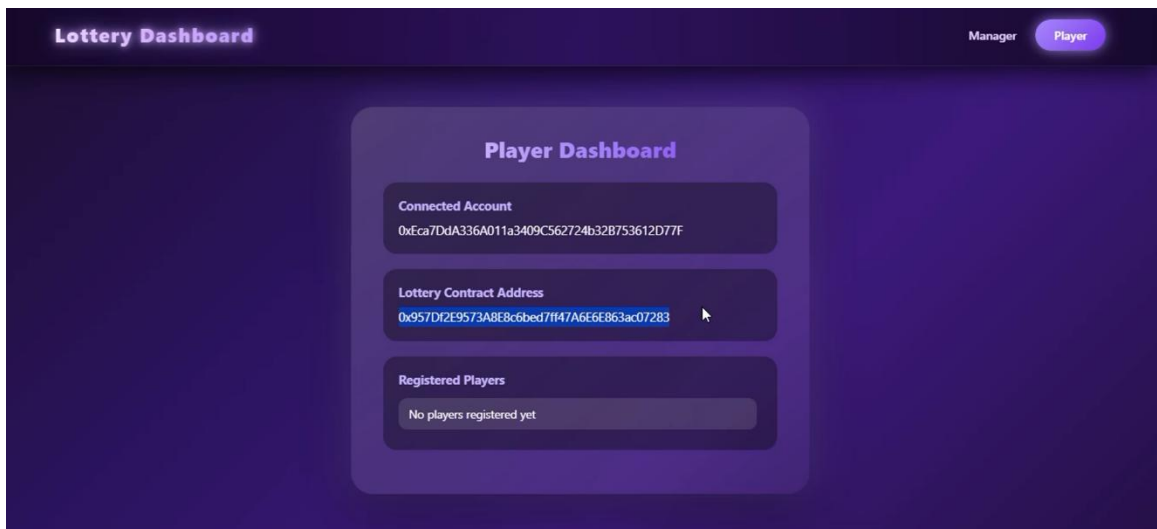 Lottery Dashboard
Manager
Player
Player Dashboard
Connected Account
0xEca7DdA336A011a3409C562724b32B753612D77F
Lottery Contract Address
0x957Df2E9573A8E8c6bed7ff47A6E6E863ac07283
Registered Players
No players registered yet